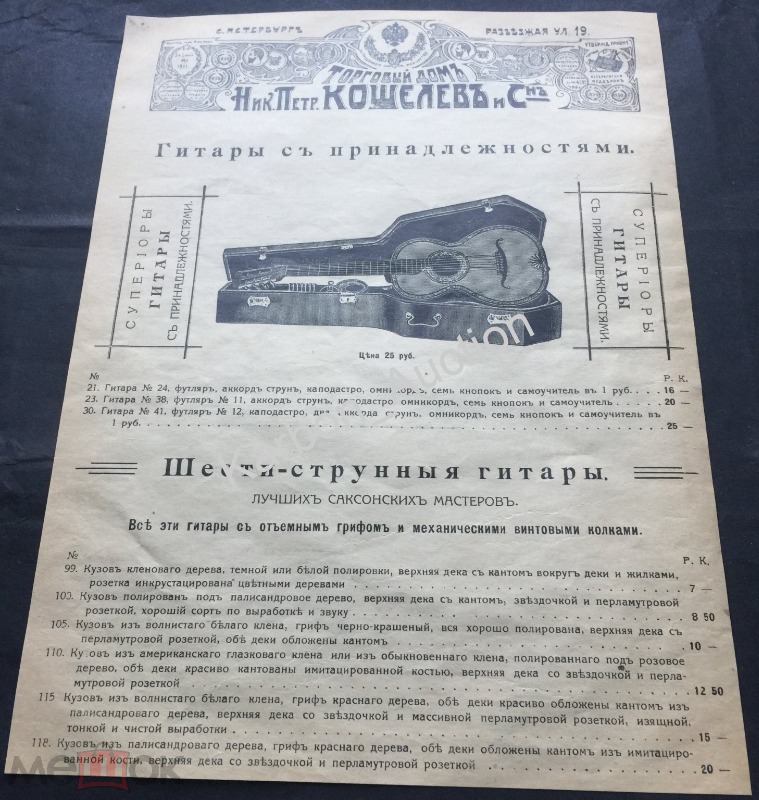 С. ПЕТЕРБУРГЪ
РАЗЪѢЗЖАЯ УЛ. 19.
ТОРГОВЫЙ ДОМЪ
НИК. ПЕТР. КОШЕЛЕВЪ и СНЪ
Гитары съ принадлежностями.
СУПЕРІОРЫ
ГИТАРЫ
СЪ ПРИНАДЛЕЖНОСТЯМИ.
СУПЕРІОРЫ
ГИТАРЫ
СЪ ПРИНАДЛЕЖНОСТЯМИ.
Цѣна 25 руб.
№ Р. К.
21. Гитара № 24, футляръ, аккордъ струнъ, каподастро, омникордъ, семь кнопокъ и самоучитель въ 1 руб. . . . 16 —
23. Гитара № 38, футляръ № 11, аккордъ струнъ, каподастро омникордъ, семь кнопокъ и самоучитель . . . . . 20 —
30. Гитара № 41, футляръ № 12, каподастро, два аккорда струнъ, омникордъ, семь кнопокъ и самоучитель въ
1 руб. . . . . 25 —
Шести-струнныя гитары.
ЛУЧШИХЪ САКСОНСКИХЪ МАСТЕРОВЪ.
Всѣ эти гитары съ отъемнымъ грифомъ и механическими винтовыми колками.
№ Р. К.
99. Кузовъ кленоваго дерева, темной или бѣлой полировки, верхняя дека съ кантомъ вокругъ деки и жилками,
розетка инкрустацирована цвѣтными деревами . . . . 7 —
103. Кузовъ полированъ подъ палисандровое дерево, верхняя дека съ кантомъ, звѣздочкой и перламутровой
розеткой, хорошій сортъ по выработкѣ и звуку . . . . 8 50
105. Кузовъ изъ волнистаго бѣлаго клена, грифъ черно-крашеный, вся хорошо полирована, верхняя дека съ
перламутровой розеткой, обѣ деки обложены кантомъ . . . . 10 —
110. Кузовъ изъ американскаго глазковаго клена или изъ обыкновеннаго клена, полированнаго подъ розовое
дерево, обѣ деки красиво кантованы имитированной костью, верхняя дека со звѣздочкой и перла-
мутровой розеткой . . . . 12 50
115 Кузовъ изъ волнистаго бѣлаго клена, грифъ краснаго дерева, обѣ деки красиво обложены кантомъ изъ
палисандроваго дерева, верхняя дека со звѣздочкой и массивной перламутровой розеткой, изящной,
тонкой и чистой выработки . . . . 15 —
118. Кузовъ изъ палисандроваго дерева, грифъ краснаго дерева, обѣ деки обложены кантомъ изъ имитиро-
ванной кости, верхняя дека со звѣздочкой и перламутровой розеткой . . . . 20 —
мешок
Auction